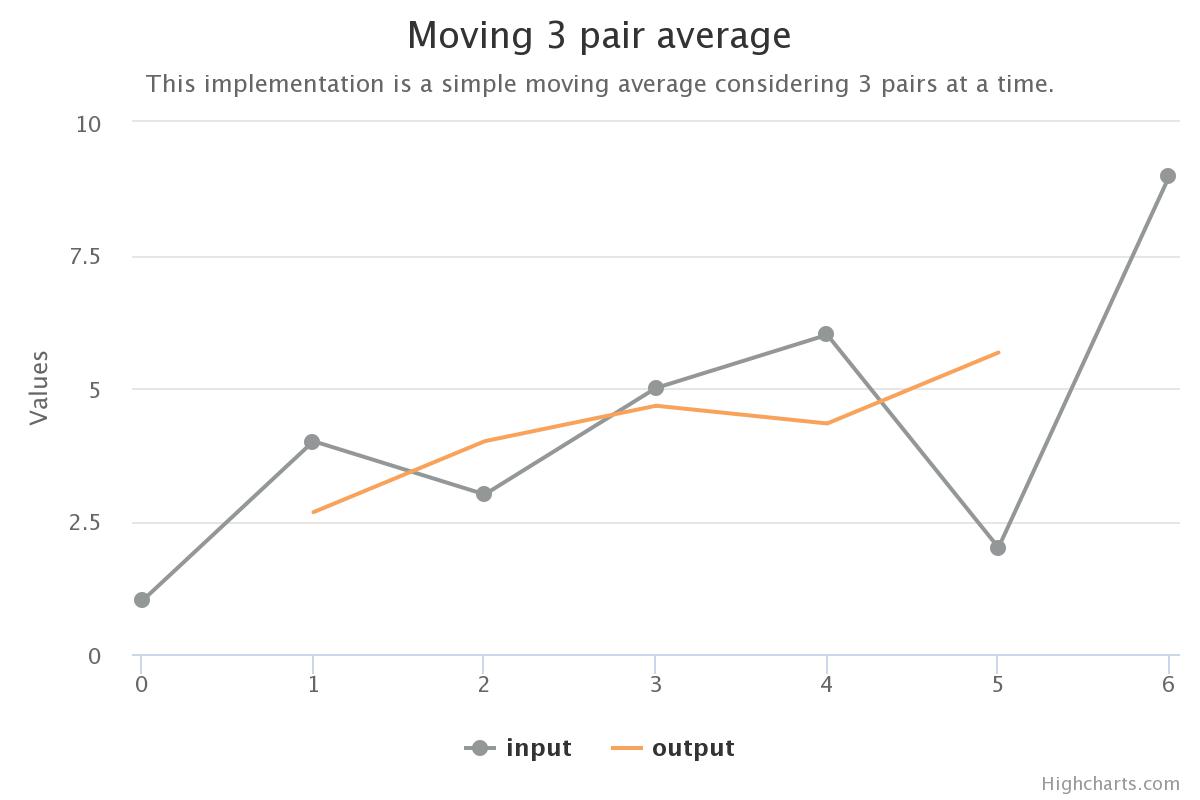 Moving 3 pair average
This implementation is a simple moving average considering 3 pairs at a time.
10
7.5
5
2.5
0
Values
0 1 2 3 4 5 6
input output
Highcharts.com